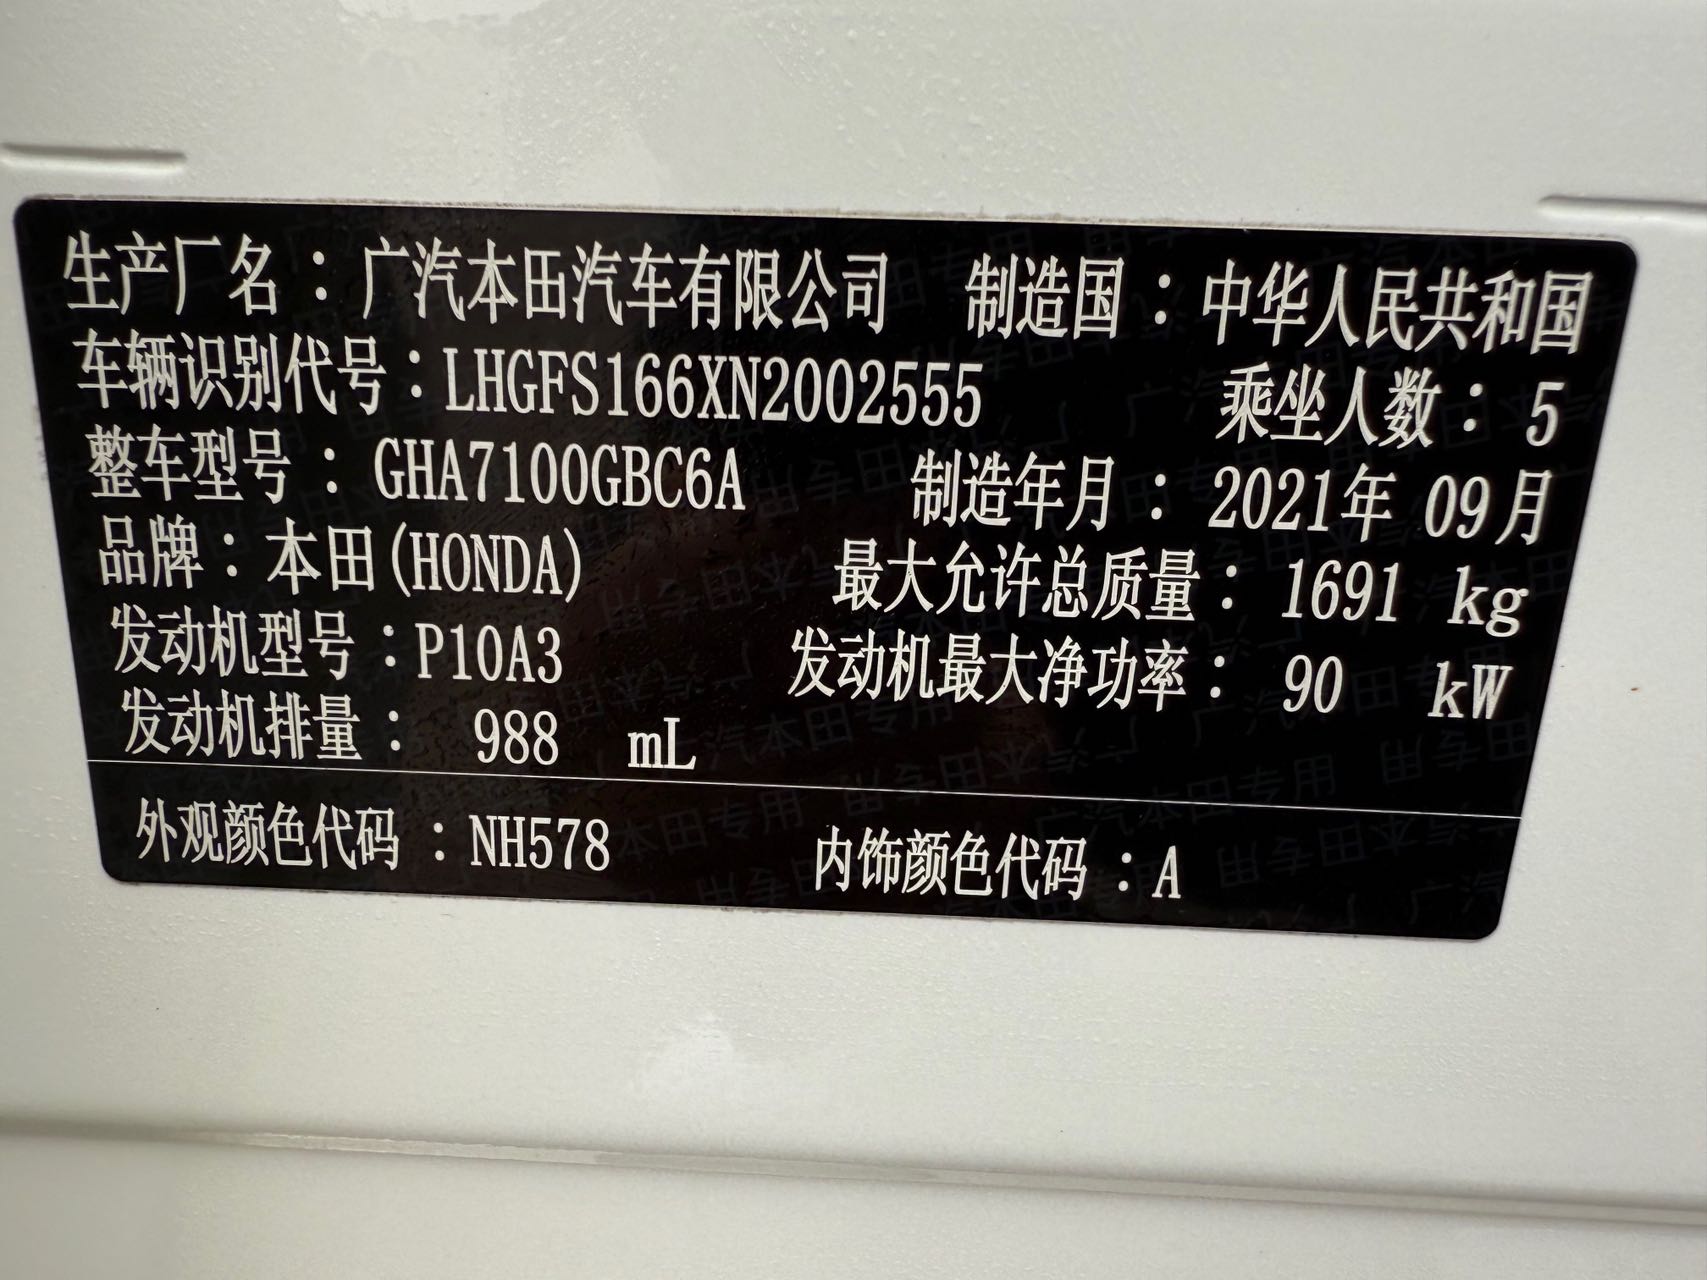 生产厂名：广汽本田汽车有限公司 制造国：中华人民共和国
车辆识别代号：LHGFS166XN2002555 乘坐人数：5
整车型号：GHA7100GBC6A 制造年月：2021年 09月
品牌：本田(HONDA) 最大允许总质量：1691 kg
发动机型号：P10A3 发动机最大净功率：90 kW
发动机排量：988 mL
外观颜色代码：NH578 内饰颜色代码：A